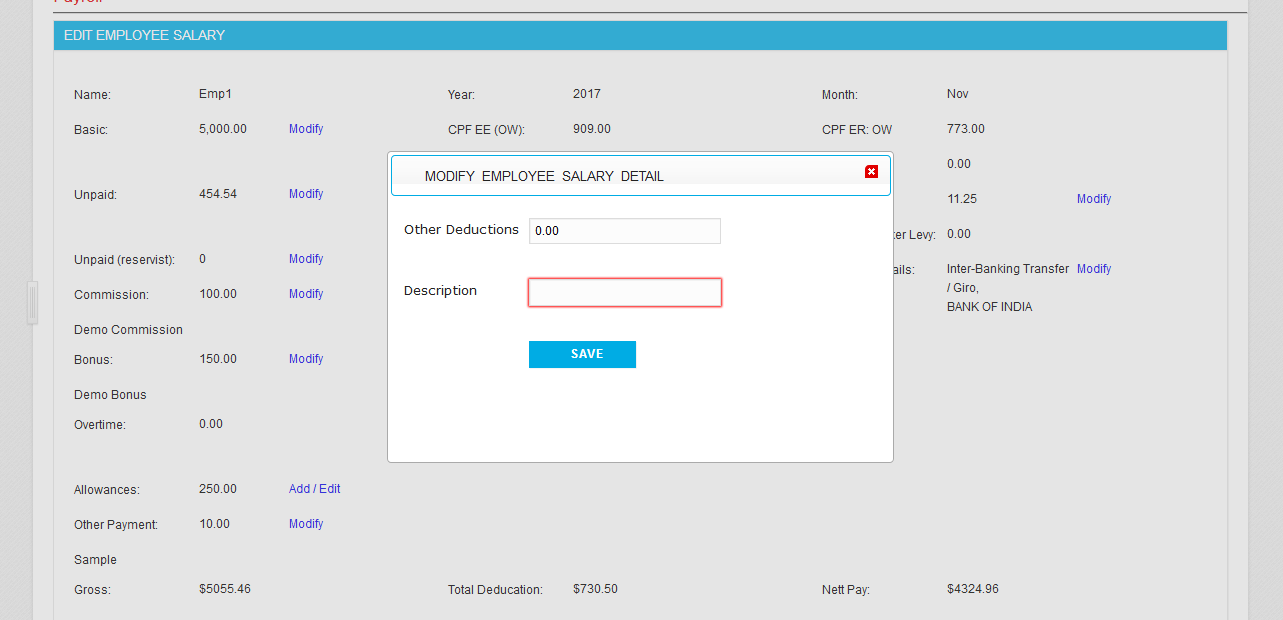 Payroll
EDIT EMPLOYEE SALARY
Name: Emp1 Year: 2017 Month: Nov
Basic: 5,000.00 Modify CPF EE (OW): 909.00 CPF ER: OW 773.00
0.00
MODIFY EMPLOYEE SALARY DETAIL
Unpaid: 454.54 Modify 11.25 Modify
Other Deductions 0.00 er Levy: 0.00
Unpaid (reservist): 0 Modify ails: Inter-Banking Transfer Modify
/ Giro,
Description
Commission: 100.00 Modify BANK OF INDIA
Demo Commission
SAVE
Bonus: 150.00 Modify
Demo Bonus
Overtime: 0.00
Allowances: 250.00 Add / Edit
Other Payment: 10.00 Modify
Sample
Gross: $5055.46 Total Deducation: $730.50 Nett Pay: $4324.96